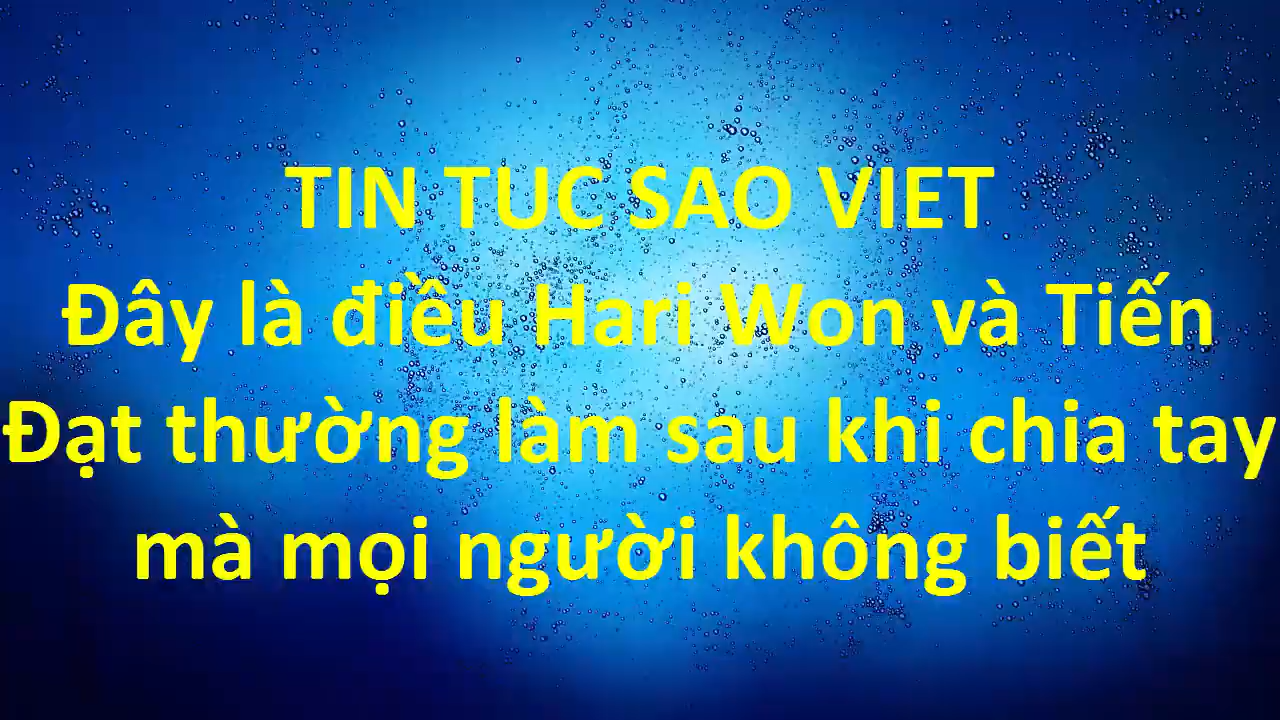 TIN TUC SAO VIET
Đây là điều Hari Won và Tiến
Đạt thường làm sau khi chia tay
mà mọi người không biết